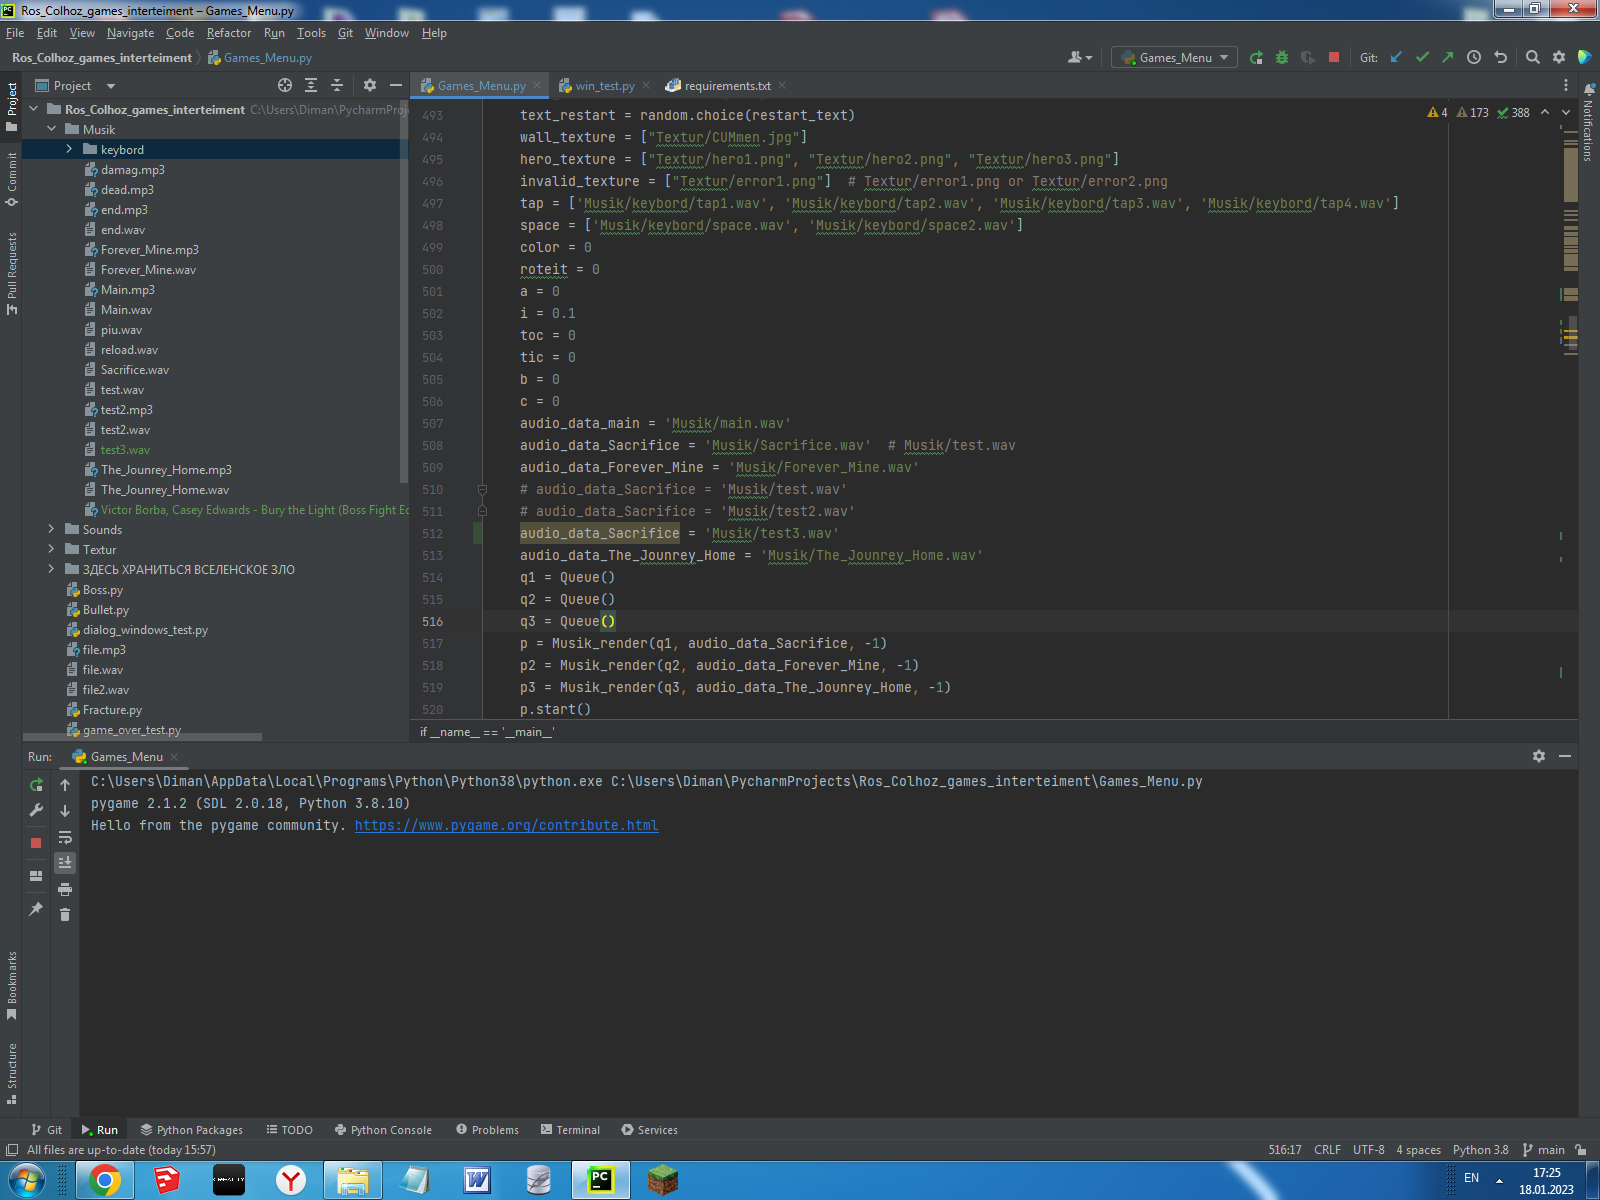 Ros_Colhoz_games_interteiment – Games_Menu.py
File Edit View Navigate Code Refactor Run Tools Git Window Help
Ros_Colhoz_games_interteiment Games_Menu.py
Games_Menu
Git:
Project
Games_Menu.py
win_test.py
requirements.txt
Ros_Colhoz_games_interteiment C:\Users\Diman\PycharmProj
Musik
keybord
damag.mp3
dead.mp3
end.mp3
end.wav
Forever_Mine.mp3
Forever_Mine.wav
Main.mp3
Main.wav
piu.wav
reload.wav
Sacrifice.wav
test.wav
test2.mp3
test2.wav
test3.wav
The_Jounrey_Home.mp3
The_Jounrey_Home.wav
Victor Borba, Casey Edwards - Bury the Light (Boss Fight Ed
Sounds
Textur
ЗДЕСЬ ХРАНИТЬСЯ ВСЕЛЕНСКОЕ ЗЛО
Boss.py
Bullet.py
dialog_windows_test.py
file.mp3
file.wav
file2.wav
Fracture.py
game_over_test.py
4 173 388
493 text_restart = random.choice(restart_text)
494 wall_texture = ["Textur/CUMmen.jpg"]
495 hero_texture = ["Textur/hero1.png", "Textur/hero2.png", "Textur/hero3.png"]
496 invalid_texture = ["Textur/error1.png"]  # Textur/error1.png or Textur/error2.png
497 tap = ['Musik/keybord/tap1.wav', 'Musik/keybord/tap2.wav', 'Musik/keybord/tap3.wav', 'Musik/keybord/tap4.wav']
498 space = ['Musik/keybord/space.wav', 'Musik/keybord/space2.wav']
499 color = 0
500 roteit = 0
501 a = 0
502 i = 0.1
503 toc = 0
504 tic = 0
505 b = 0
506 c = 0
507 audio_data_main = 'Musik/main.wav'
508 audio_data_Sacrifice = 'Musik/Sacrifice.wav'  # Musik/test.wav
509 audio_data_Forever_Mine = 'Musik/Forever_Mine.wav'
510 # audio_data_Sacrifice = 'Musik/test.wav'
511 # audio_data_Sacrifice = 'Musik/test2.wav'
512 audio_data_Sacrifice = 'Musik/test3.wav'
513 audio_data_The_Jounrey_Home = 'Musik/The_Jounrey_Home.wav'
514 q1 = Queue()
515 q2 = Queue()
516 q3 = Queue()
517 p = Musik_render(q1, audio_data_Sacrifice, -1)
518 p2 = Musik_render(q2, audio_data_Forever_Mine, -1)
519 p3 = Musik_render(q3, audio_data_The_Jounrey_Home, -1)
520 p.start()
if __name__ == '__main__'
Project
Commit
Pull Requests
Bookmarks
Structure
Notifications
Run: Games_Menu
C:\Users\Diman\AppData\Local\Programs\Python\Python38\python.exe C:\Users\Diman\PycharmProjects\Ros_Colhoz_games_interteiment\Games_Menu.py
pygame 2.1.2 (SDL 2.0.18, Python 3.8.10)
Hello from the pygame community. https://www.pygame.org/contribute.html
Git Run Python Packages TODO Python Console Problems Terminal Services
All files are up-to-date (today 15:57)
516:17 CRLF UTF-8 4 spaces Python 3.8 main
EN
17:25
18.01.2023